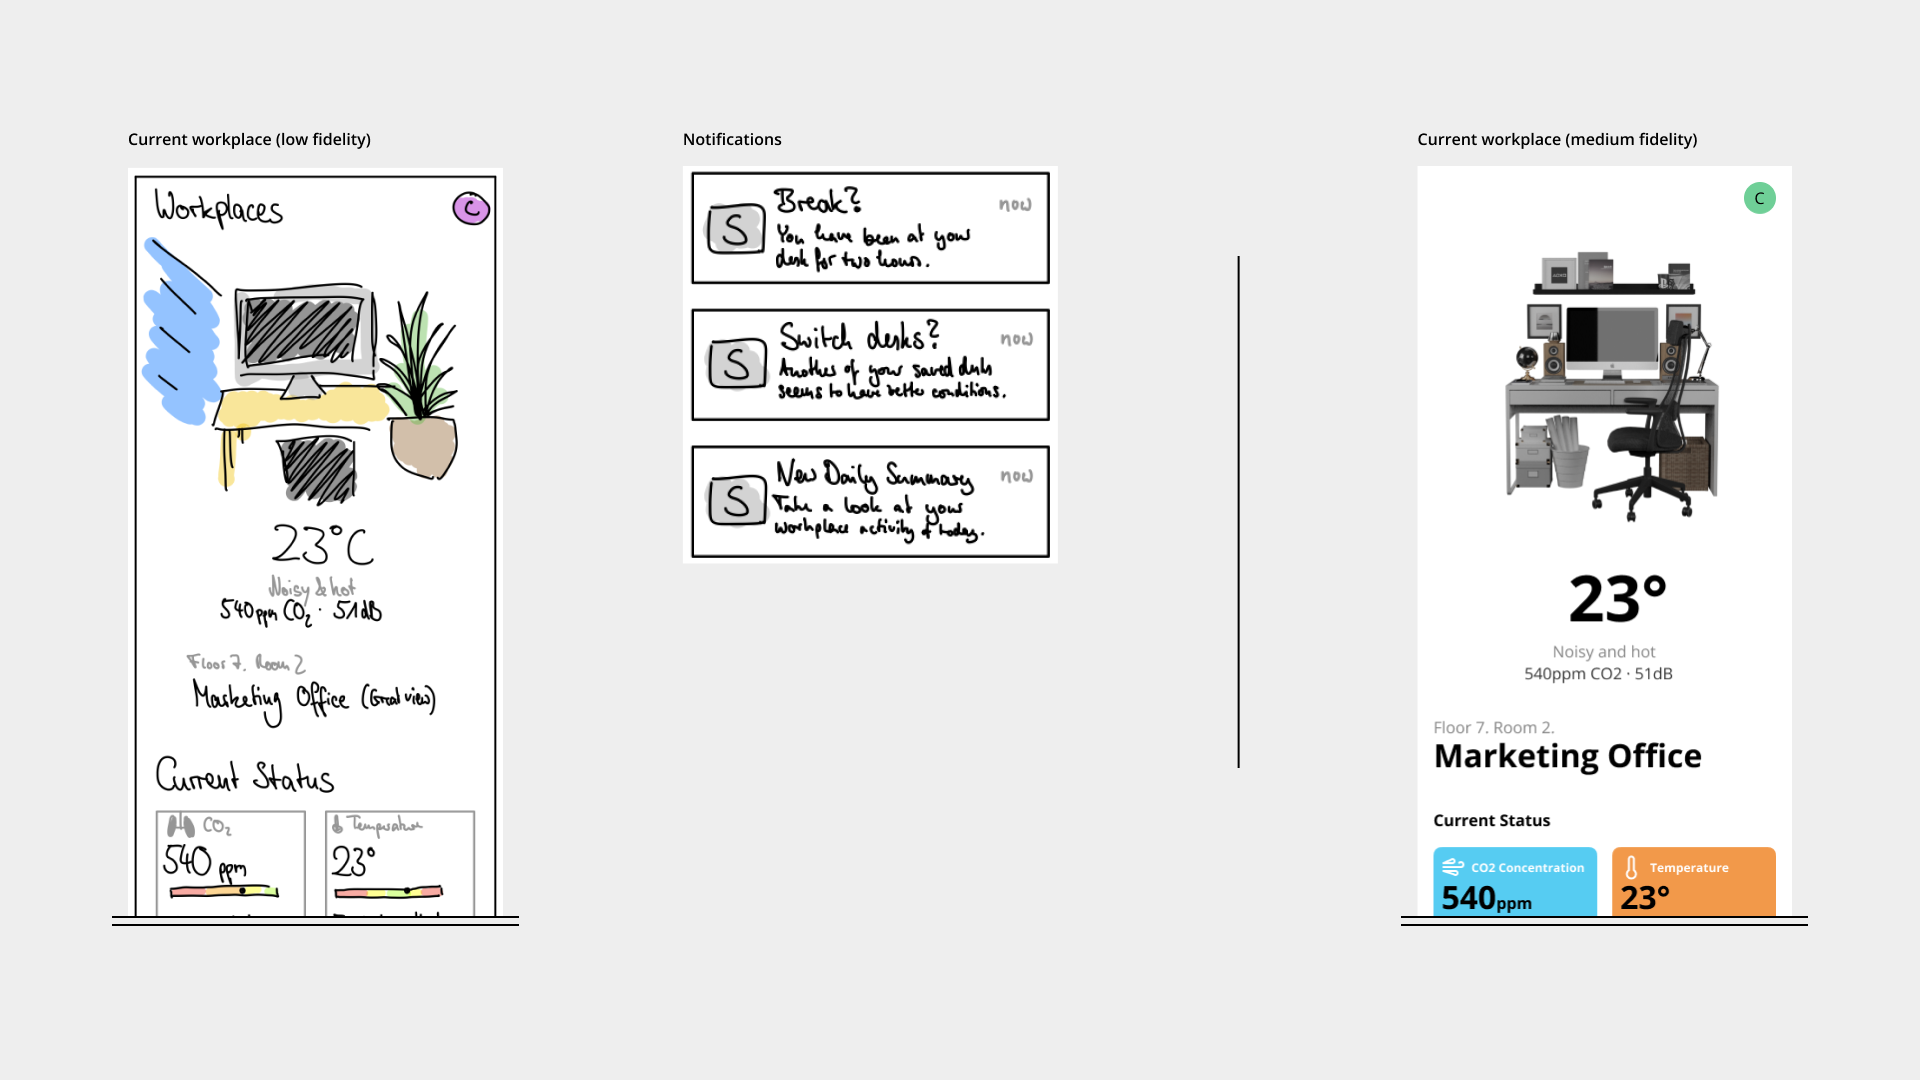 Current workplace (low fidelity)
Workplaces
C
23°C
Noisy & hot
540ppm CO₂ · 51dB
Floor 7. Room 2
Marketing Office (Great view)
Current Status
CO₂
540 ppm
Temperature
23°
Notifications
S
Break?
now
You have been at your
desk for two hours.
S
Switch desks?
now
Another of your saved desks
seems to have better conditions.
S
New Daily Summary
now
Take a look at your
workplace activity of today.
Current workplace (medium fidelity)
C
23°
Noisy and hot
540ppm CO2 · 51dB
Floor 7. Room 2.
Marketing Office
Current Status
CO2 Concentration
540ppm
Temperature
23°